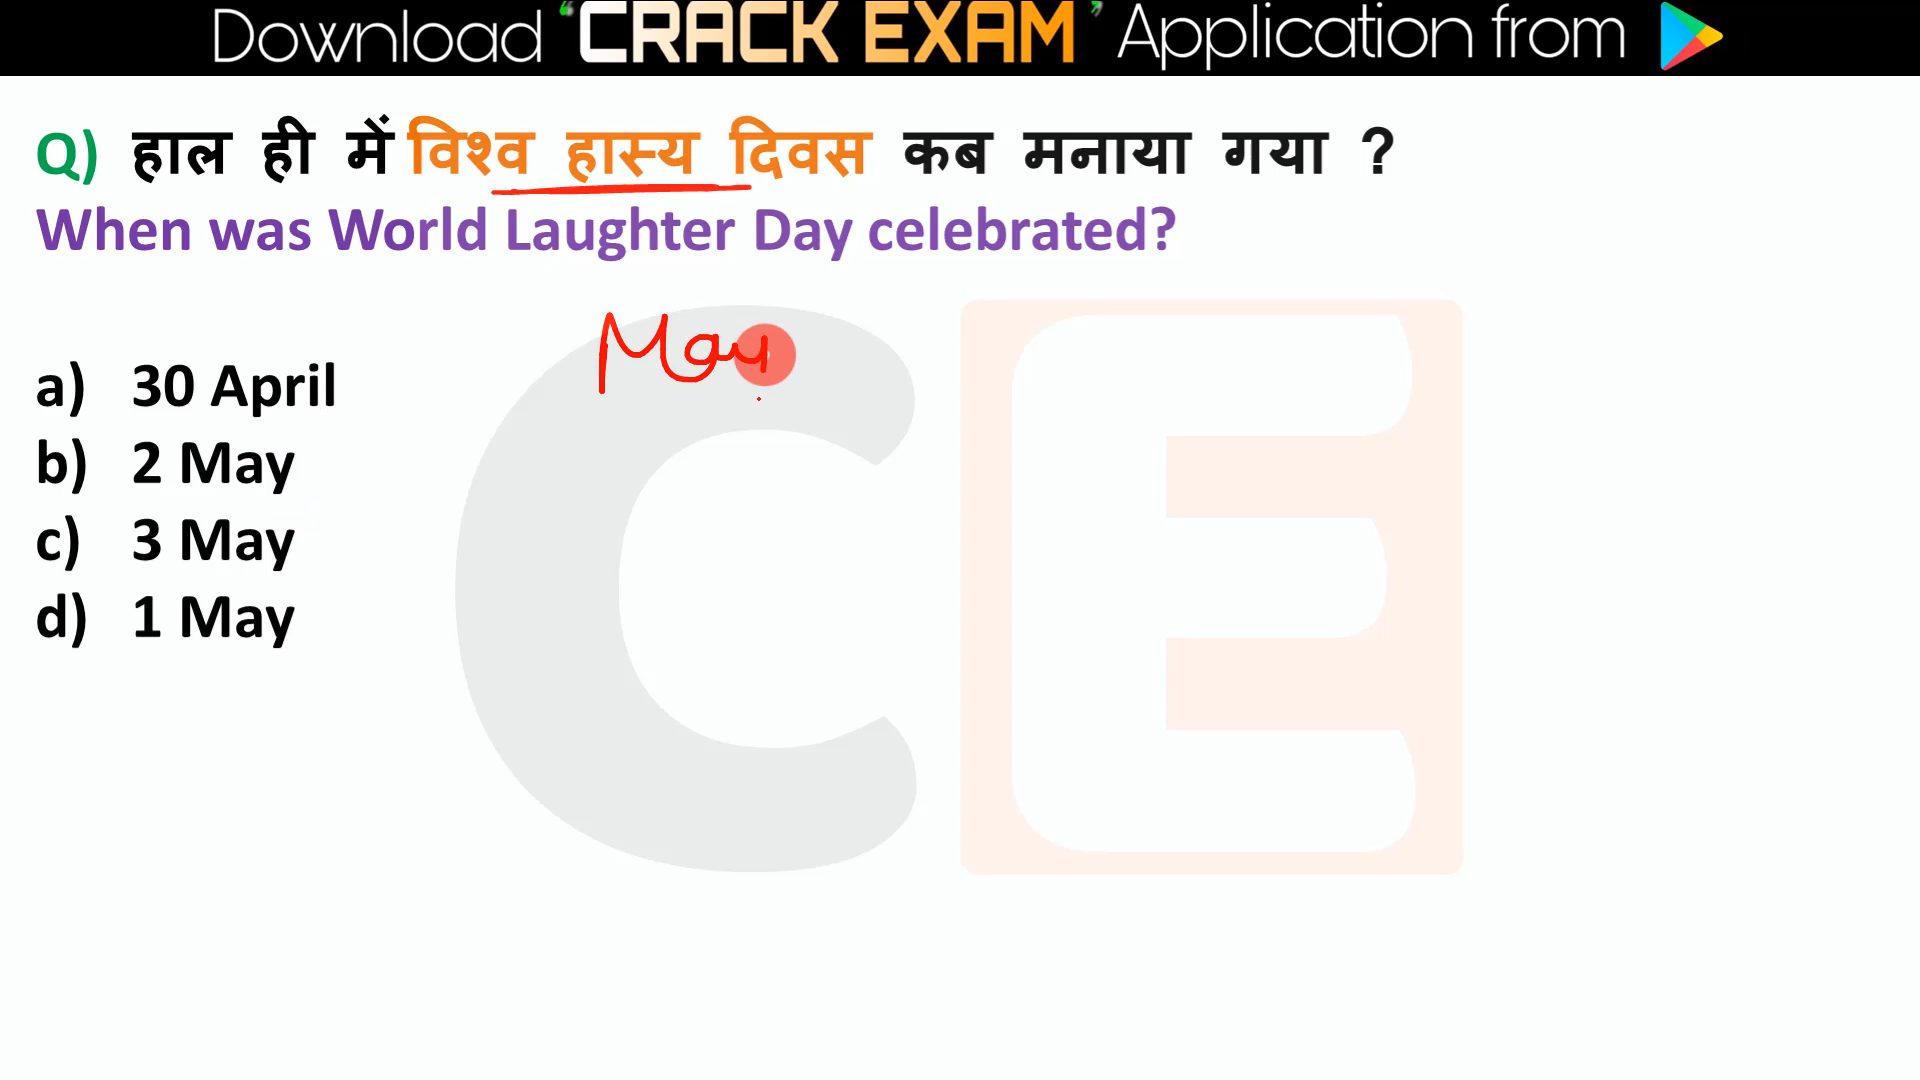 Download ‘CRACK EXAM’ Application from
Q) हाल ही में विश्व हास्य दिवस कब मनाया गया ?
When was World Laughter Day celebrated?
May
a) 30 April
b) 2 May
c) 3 May
d) 1 May
CE